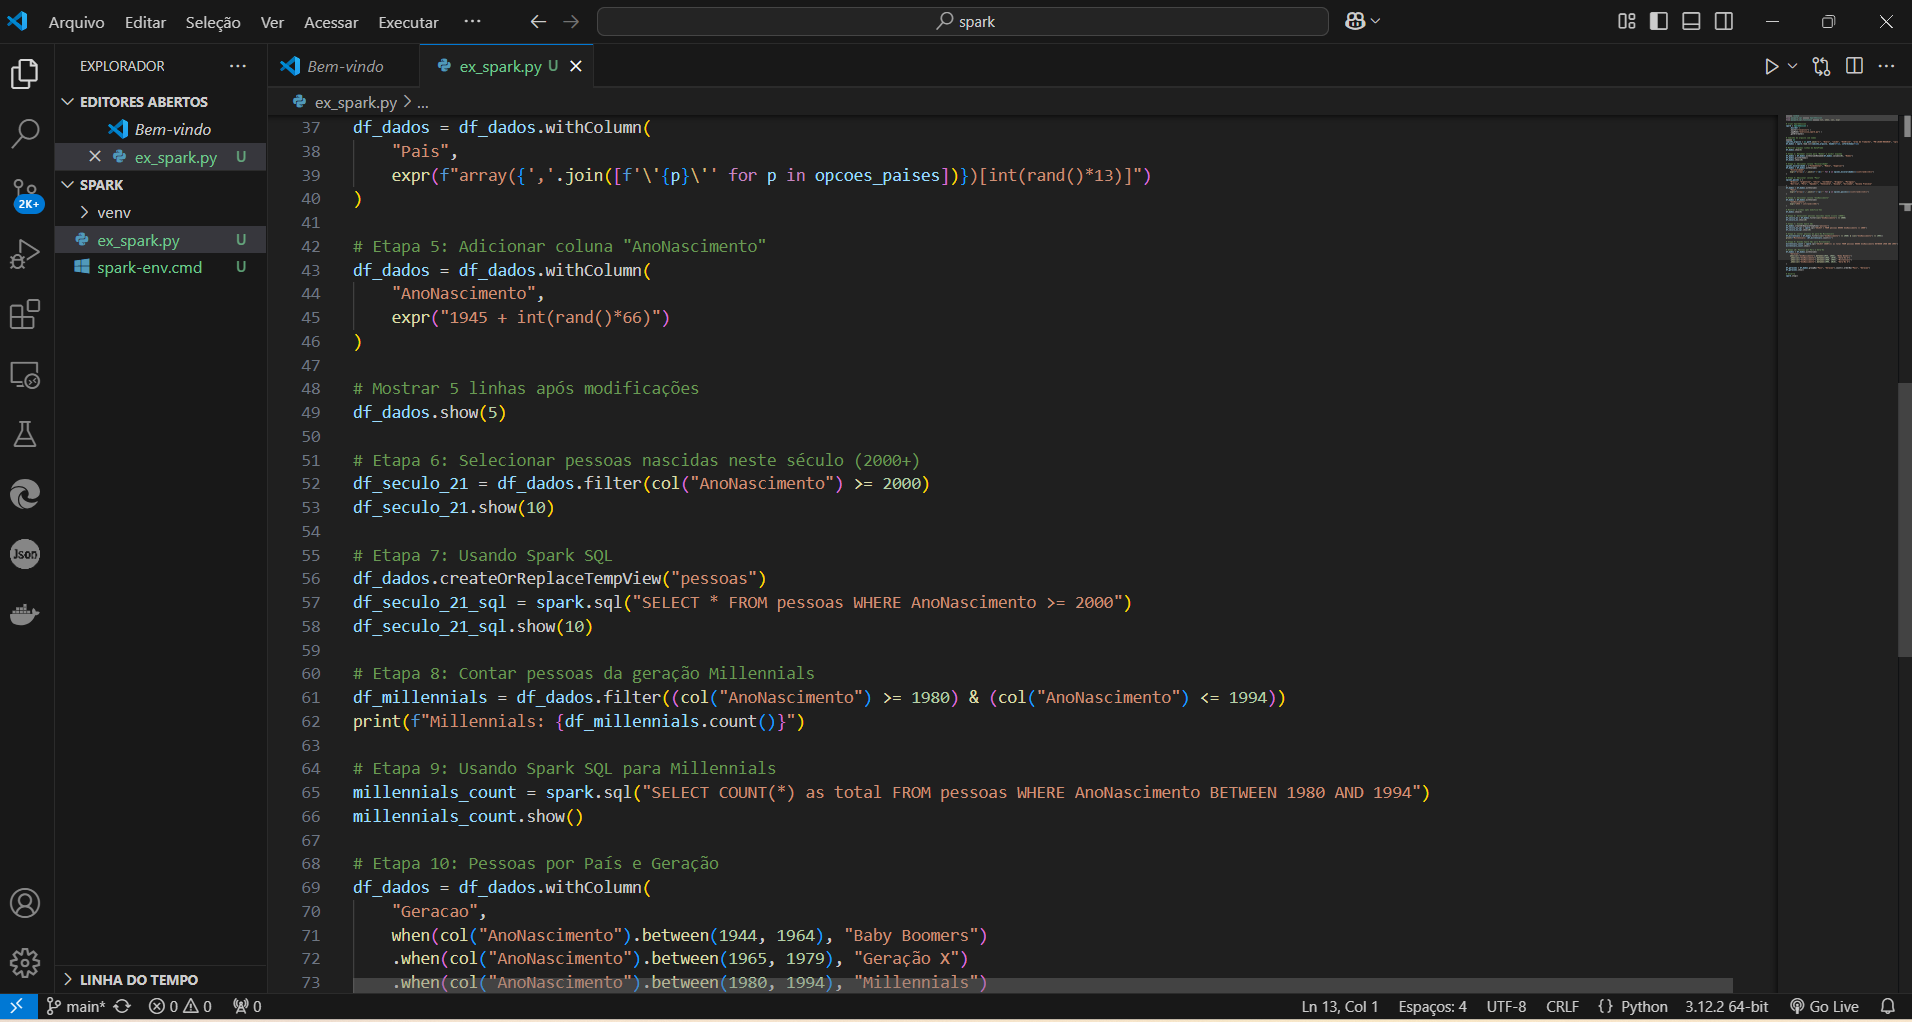 Arquivo Editar Seleção Ver Acessar Executar ··· spark
EXPLORADOR ···
EDITORES ABERTOS
Bem-vindo
ex_spark.py U
SPARK
2K+
venv
ex_spark.py U
spark-env.cmd U
Json
LINHA DO TEMPO
Bem-vindo ex_spark.py U
ex_spark.py > ...
37 df_dados = df_dados.withColumn(
38 "Pais",
39 expr(f"array({','.join([f'\'{p}\'' for p in opcoes_paises])})[int(rand()*13)]")
40 )
41
42 # Etapa 5: Adicionar coluna "AnoNascimento"
43 df_dados = df_dados.withColumn(
44 "AnoNascimento",
45 expr("1945 + int(rand()*66)")
46 )
47
48 # Mostrar 5 linhas após modificações
49 df_dados.show(5)
50
51 # Etapa 6: Selecionar pessoas nascidas neste século (2000+)
52 df_seculo_21 = df_dados.filter(col("AnoNascimento") >= 2000)
53 df_seculo_21.show(10)
54
55 # Etapa 7: Usando Spark SQL
56 df_dados.createOrReplaceTempView("pessoas")
57 df_seculo_21_sql = spark.sql("SELECT * FROM pessoas WHERE AnoNascimento >= 2000")
58 df_seculo_21_sql.show(10)
59
60 # Etapa 8: Contar pessoas da geração Millennials
61 df_millennials = df_dados.filter((col("AnoNascimento") >= 1980) & (col("AnoNascimento") <= 1994))
62 print(f"Millennials: {df_millennials.count()}")
63
64 # Etapa 9: Usando Spark SQL para Millennials
65 millennials_count = spark.sql("SELECT COUNT(*) as total FROM pessoas WHERE AnoNascimento BETWEEN 1980 AND 1994")
66 millennials_count.show()
67
68 # Etapa 10: Pessoas por País e Geração
69 df_dados = df_dados.withColumn(
70 "Geracao",
71 when(col("AnoNascimento").between(1944, 1964), "Baby Boomers")
72 .when(col("AnoNascimento").between(1965, 1979), "Geração X")
73 .when(col("AnoNascimento").between(1980, 1994), "Millennials")
main* 0 0 0 Ln 13, Col 1 Espaços: 4 UTF-8 CRLF {} Python 3.12.2 64-bit Go Live